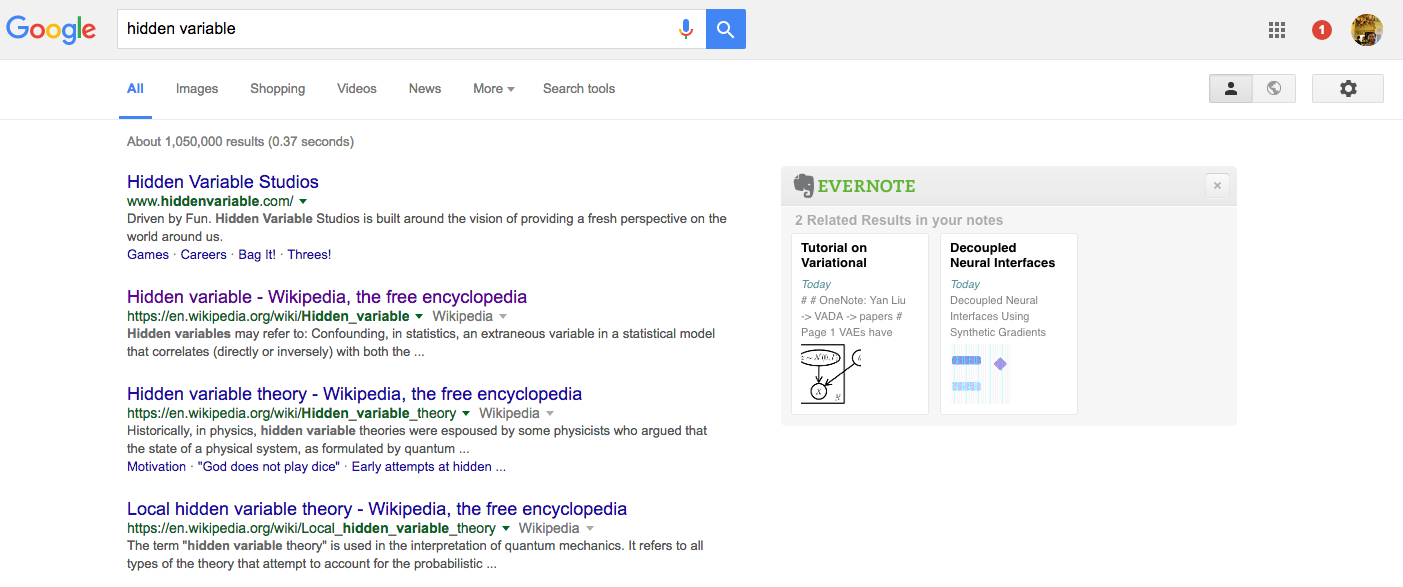 Google
hidden variable
1
All Images Shopping Videos News More Search tools
About 1,050,000 results (0.37 seconds)
Hidden Variable Studios
www.hiddenvariable.com/
Driven by Fun. Hidden Variable Studios is built around the vision of providing a fresh perspective on the
world around us.
Games · Careers · Bag It! · Threes!
Hidden variable - Wikipedia, the free encyclopedia
https://en.wikipedia.org/wiki/Hidden_variable Wikipedia
Hidden variables may refer to: Confounding, in statistics, an extraneous variable in a statistical model
that correlates (directly or inversely) with both the ...
Hidden variable theory - Wikipedia, the free encyclopedia
https://en.wikipedia.org/wiki/Hidden_variable_theory Wikipedia
Historically, in physics, hidden variable theories were espoused by some physicists who argued that
the state of a physical system, as formulated by quantum ...
Motivation · "God does not play dice" · Early attempts at hidden ...
Local hidden variable theory - Wikipedia, the free encyclopedia
https://en.wikipedia.org/wiki/Local_hidden_variable_theory Wikipedia
The term "hidden variable theory" is used in the interpretation of quantum mechanics. It refers to all
types of the theory that attempt to account for the probabilistic ...
EVERNOTE
2 Related Results in your notes
Tutorial on
Variational
Today
# # OneNote: Yan Liu
-> VADA -> papers #
Page 1 VAEs have
X
Decoupled
Neural Interfaces
Today
Decoupled Neural
Interfaces Using
Synthetic Gradients